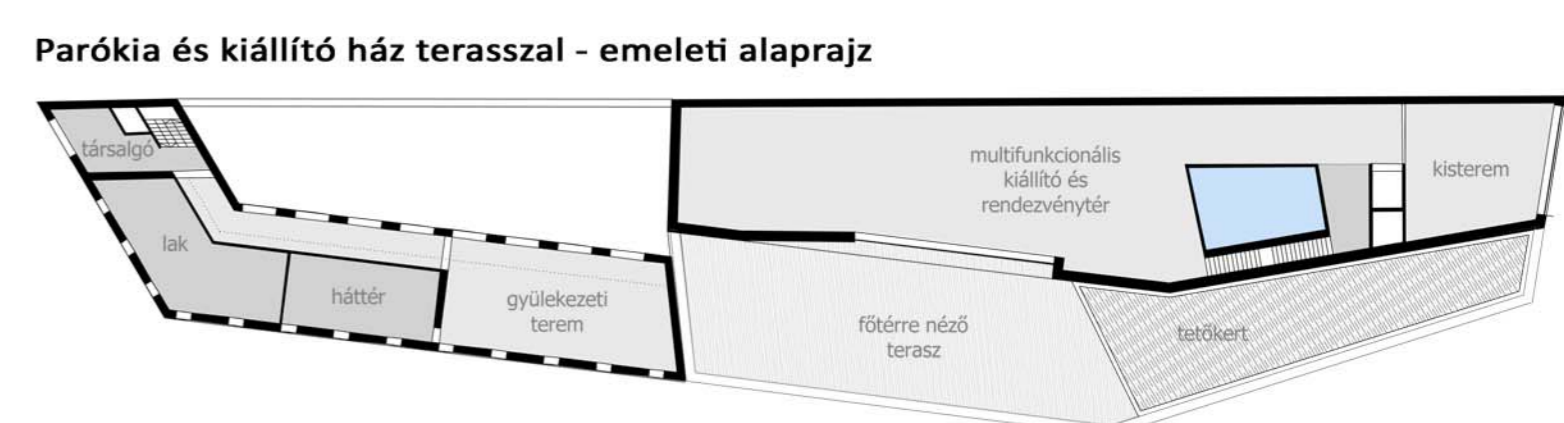 Parókia és kiállító ház terasszal - emeleti alaprajz
társalgó
lak
háttér
gyülekezeti
terem
multifunkcionális
kiállító és
rendezvénytér
kisterem
főtérre néző
terasz
tetőkert